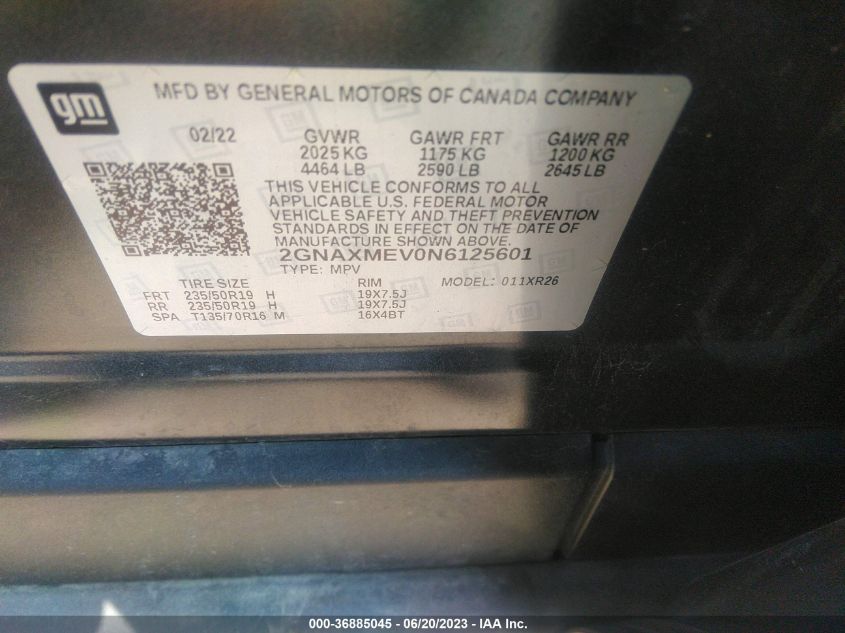 gm
MFD BY GENERAL MOTORS OF CANADA COMPANY
02/22 GVWR GAWR FRT GAWR RR
2025 KG 1175 KG 1200 KG
4464 LB 2590 LB 2645 LB
THIS VEHICLE CONFORMS TO ALL
APPLICABLE U.S. FEDERAL MOTOR
VEHICLE SAFETY AND THEFT PREVENTION
STANDARDS IN EFFECT ON THE DATE OF
MANUFACTURE SHOWN ABOVE.
2GNAXMEV0N6125601
TYPE: MPV MODEL: 011XR26
TIRE SIZE RIM
FRT 235/50R19 H 19X7.5J
RR 235/50R19 H 19X7.5J
SPA T135/70R16 M 16X4BT
000-36885045 - 06/20/2023 - IAA Inc.